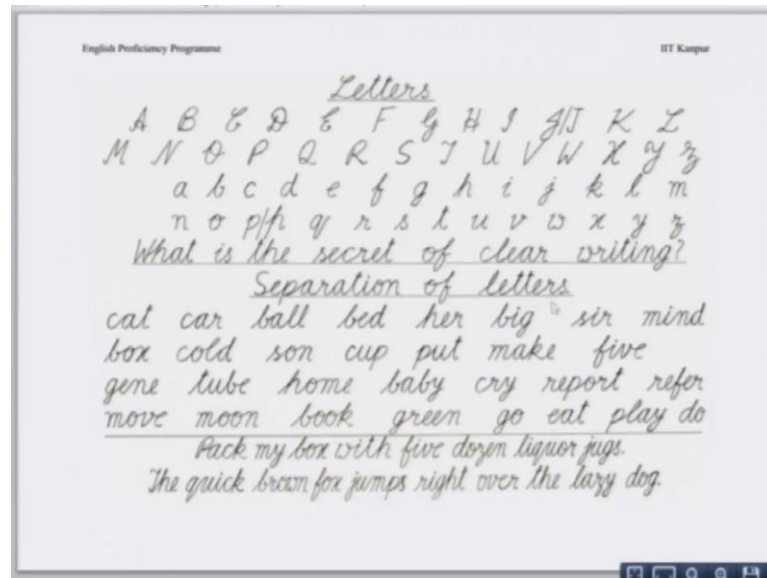 English Proficiency Programme IIT Kanpur
Letters
A B C D E F G H I J/J K L
M N O P Q R S T U V W X Y Z
a b c d e f g h i j k l m
n o p/p q r s t u v w x y z
What is the secret of clear writing?
Separation of letters
cat car ball bed her big sir mind
box cold son cup put make five
gene tube home baby cry report refer
move moon book green go eat play do
Pack my box with five dozen liquor jugs.
The quick brown fox jumps right over the lazy dog.